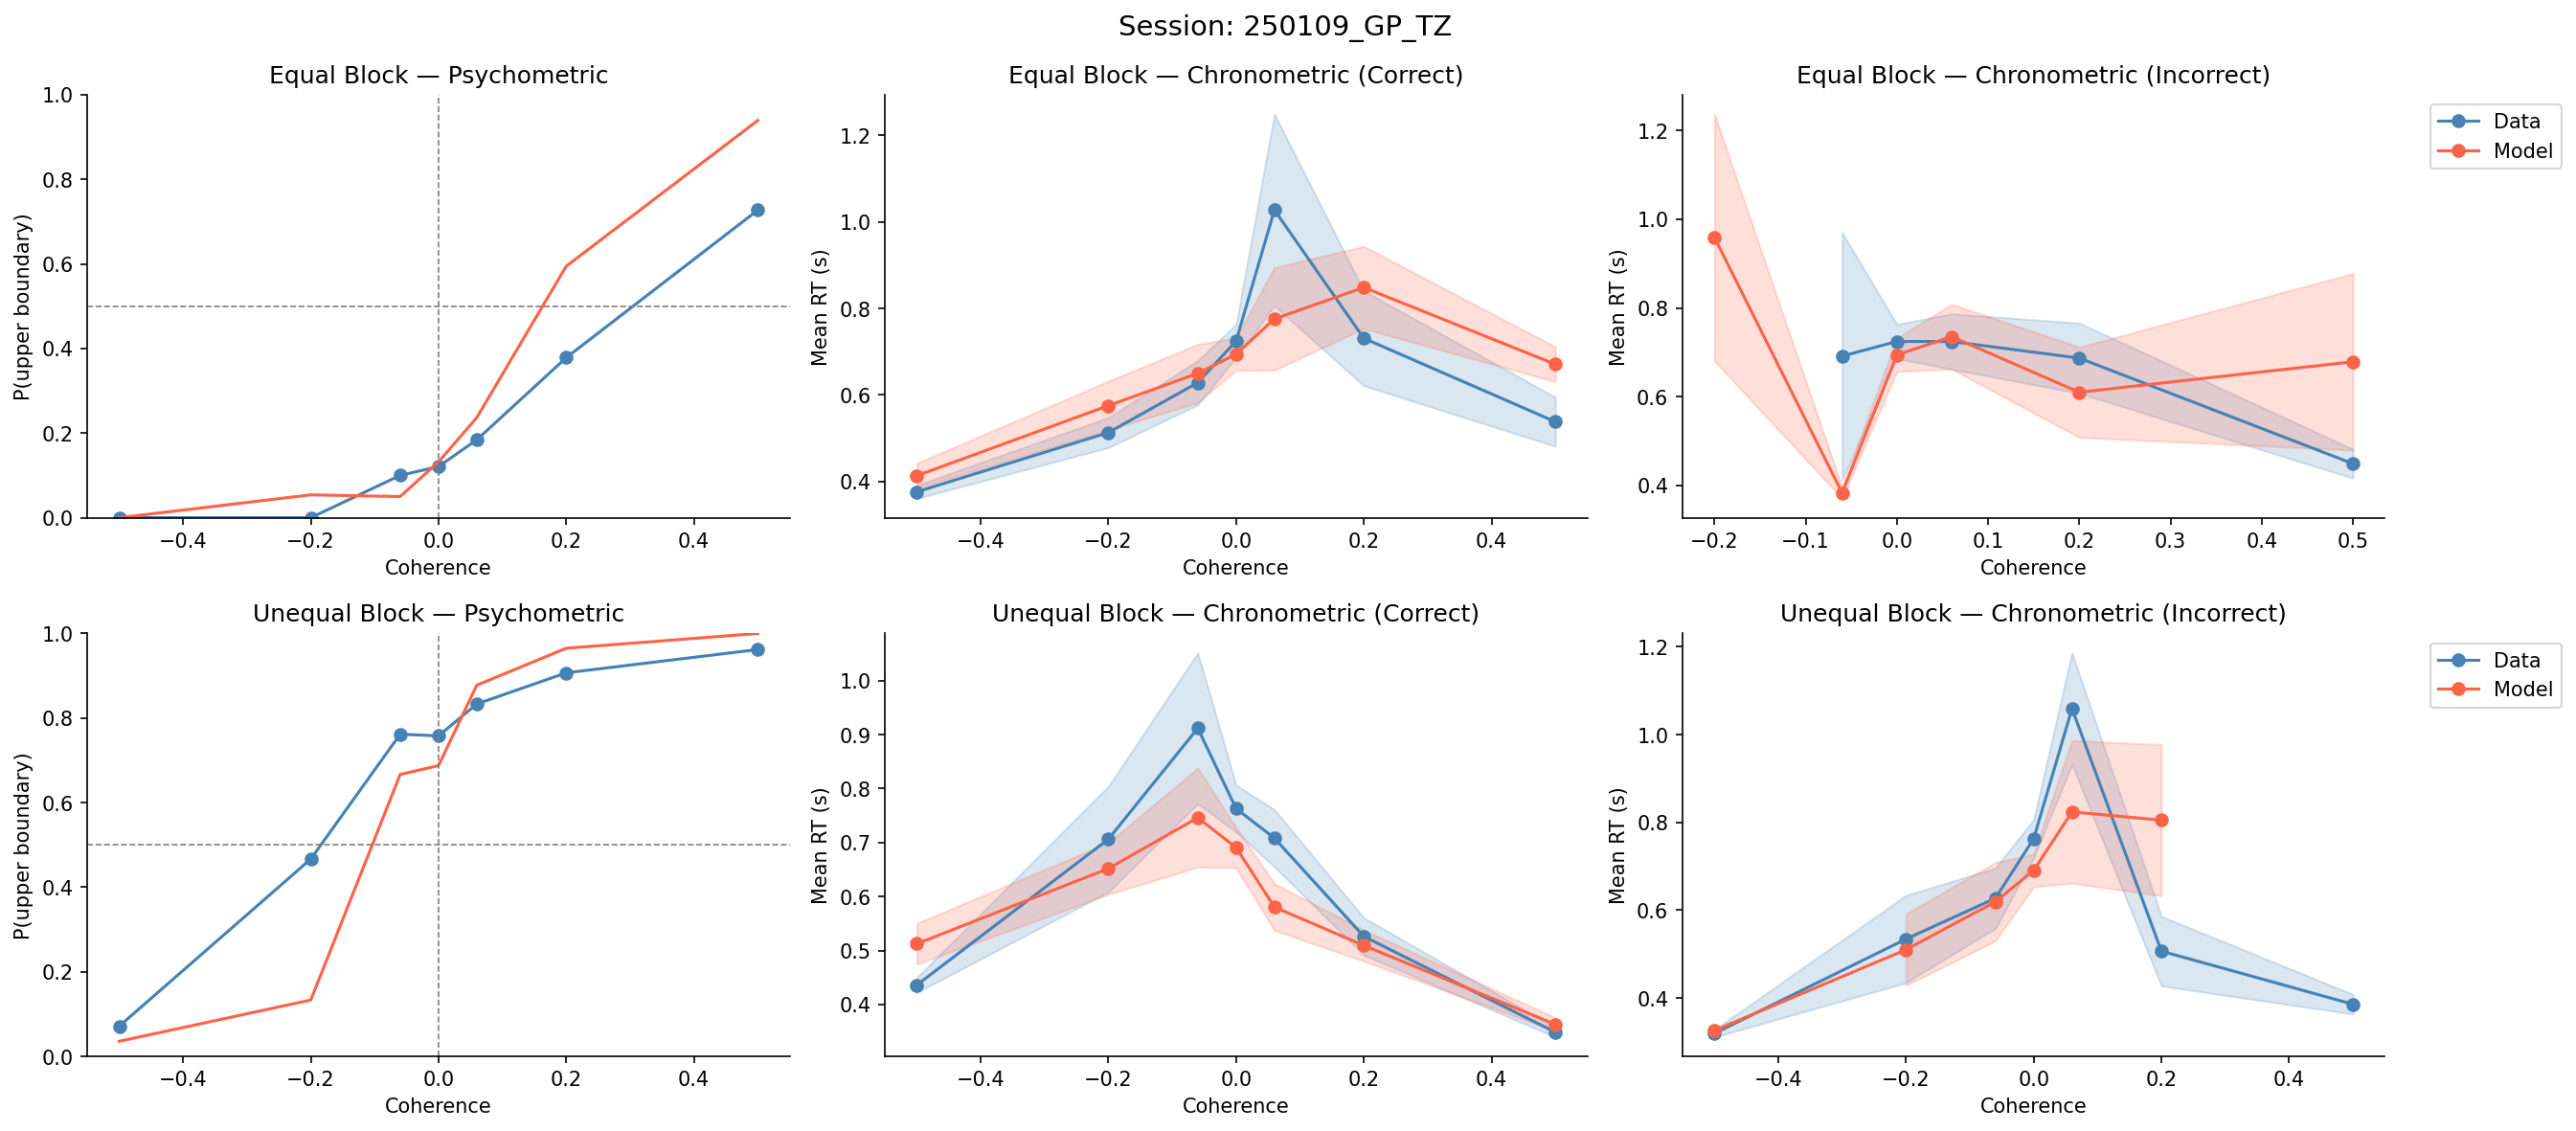 Session: 250109_GP_TZ
Equal Block — Psychometric
P(upper boundary)
1.0
0.8
0.6
0.4
0.2
0.0
−0.4 −0.2 0.0 0.2 0.4
Coherence
Equal Block — Chronometric (Correct)
Mean RT (s)
1.2
1.0
0.8
0.6
0.4
−0.4 −0.2 0.0 0.2 0.4
Coherence
Equal Block — Chronometric (Incorrect)
Mean RT (s)
1.2
1.0
0.8
0.6
0.4
−0.2 −0.1 0.0 0.1 0.2 0.3 0.4 0.5
Coherence
Data
Model
Unequal Block — Psychometric
P(upper boundary)
1.0
0.8
0.6
0.4
0.2
0.0
−0.4 −0.2 0.0 0.2 0.4
Coherence
Unequal Block — Chronometric (Correct)
Mean RT (s)
1.0
0.9
0.8
0.7
0.6
0.5
0.4
−0.4 −0.2 0.0 0.2 0.4
Coherence
Unequal Block — Chronometric (Incorrect)
Mean RT (s)
1.2
1.0
0.8
0.6
0.4
−0.4 −0.2 0.0 0.2 0.4
Coherence
Data
Model